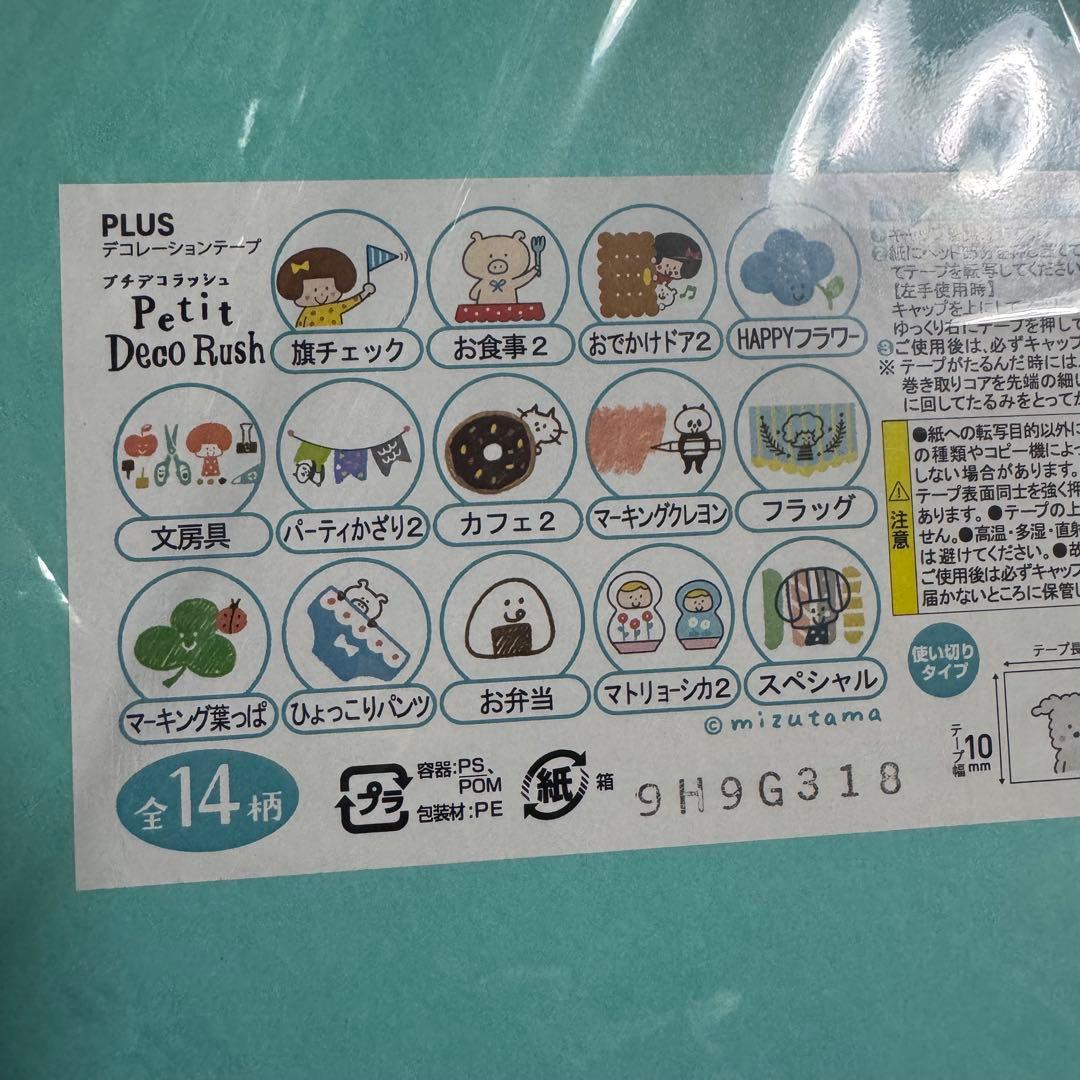 PLUS
デコレーションテープ
プチデコラッシュ
Petit
Deco Rush
旗チェック
お食事2
おでかけドア2
HAPPYフラワー
文房具
パーティかざり2
カフェ2
マーキングクレヨン
フラッグ
マーキング葉っぱ
ひょっこりパンツ
お弁当
マトリョーシカ2
スペシャル
©mizutama
全14柄
プラ
容器:PS、
POM
包装材:PE
紙
箱
9H9G318
てテープを転写してください
【左手使用時】
キャップを上にして
ゆっくり右にテープを押して
❸ご使用後は、必ずキャップ
※テープがたるんだ時には
巻き取りコアを先端の細い
に回してたるみをとってか
注意
●紙への転写目的以外に
の種類やコピー機によっ
しない場合があります。
テープ表面同士を強く押
あります。●テープの上
せん。●高温・多湿・直射
は避けてください。●故
ご使用後は必ずキャップ
届かないところに保管い
使い切り
タイプ
テープ長
テープ幅
10
mm